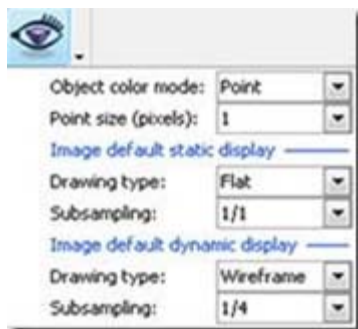 Object color mode: Point
Point size (pixels): 1
Image default static display
Drawing type: Flat
Subsampling: 1/1
Image default dynamic display
Drawing type: Wireframe
Subsampling: 1/4